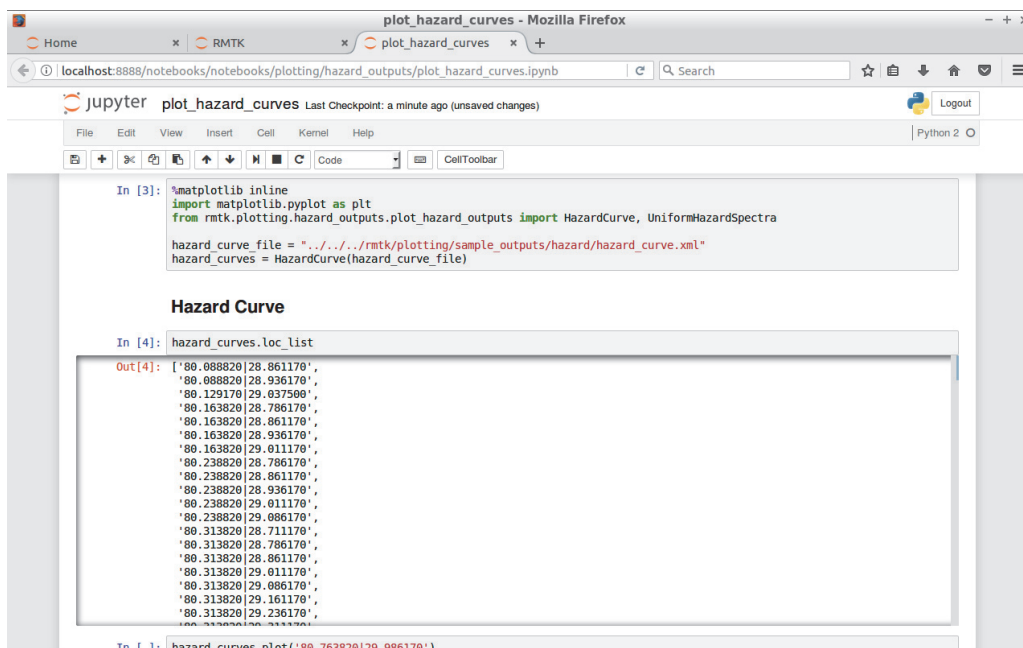 plot_hazard_curves - Mozilla Firefox
Home × RMTK × plot_hazard_curves × +
localhost:8888/notebooks/notebooks/plotting/hazard_outputs/plot_hazard_curves.ipynb Search
jupyter plot_hazard_curves Last Checkpoint: a minute ago (unsaved changes) Logout
File Edit View Insert Cell Kernel Help Python 2
Code CellToolbar
In [3]: %matplotlib inline
import matplotlib.pyplot as plt
from rmtk.plotting.hazard_outputs.plot_hazard_outputs import HazardCurve, UniformHazardSpectra
hazard_curve_file = "../../../rmtk/plotting/sample_outputs/hazard/hazard_curve.xml"
hazard_curves = HazardCurve(hazard_curve_file)
Hazard Curve
In [4]: hazard_curves.loc_list
Out[4]: ['80.088820|28.861170',
'80.088820|28.936170',
'80.129170|29.037500',
'80.163820|28.786170',
'80.163820|28.861170',
'80.163820|28.936170',
'80.163820|29.011170',
'80.238820|28.786170',
'80.238820|28.861170',
'80.238820|28.936170',
'80.238820|29.011170',
'80.238820|29.086170',
'80.313820|28.711170',
'80.313820|28.786170',
'80.313820|28.861170',
'80.313820|29.011170',
'80.313820|29.086170',
'80.313820|29.161170',
'80.313820|29.236170',
'80.313820|29.311170',
In [ ]: hazard_curves.plot('80.763820|29.986170')